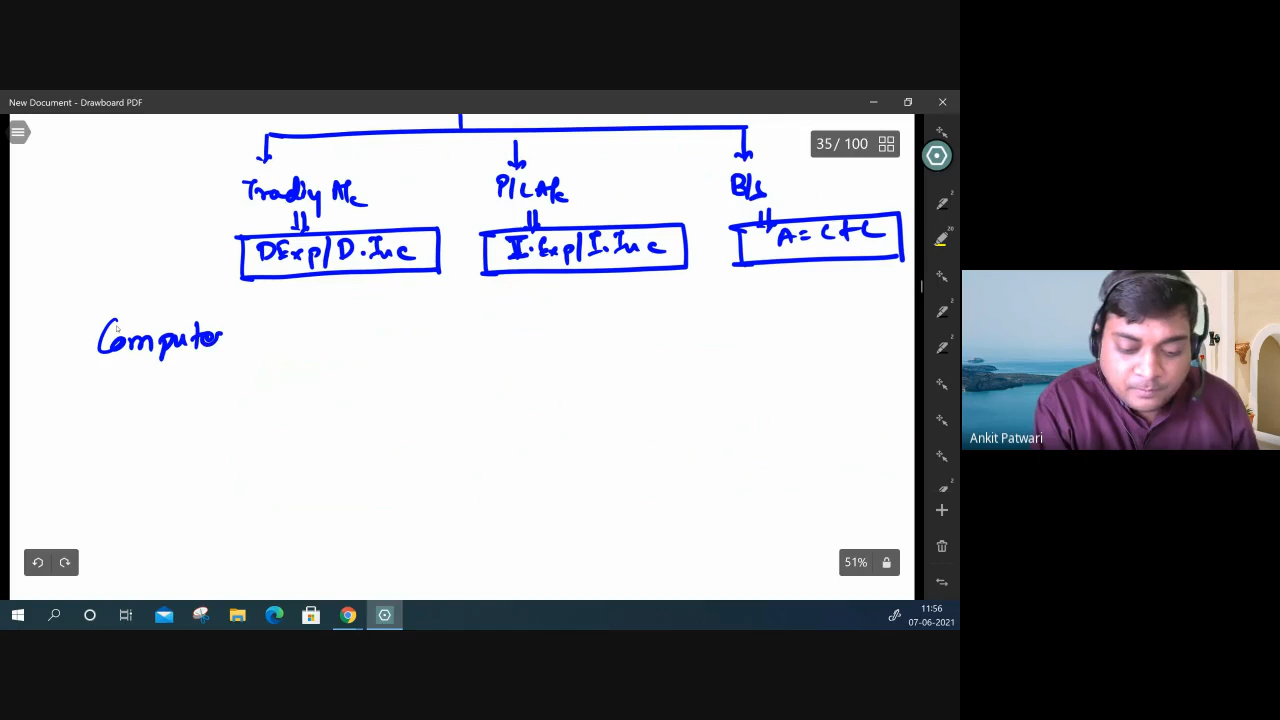 New Document - Drawboard PDF
35 / 100
Trading A/c P/L A/c B/S
D Exp/D.Inc I.Exp/I.Inc A = C + L
Computer
Ankit Patwari
51%
11:56
07-06-2021